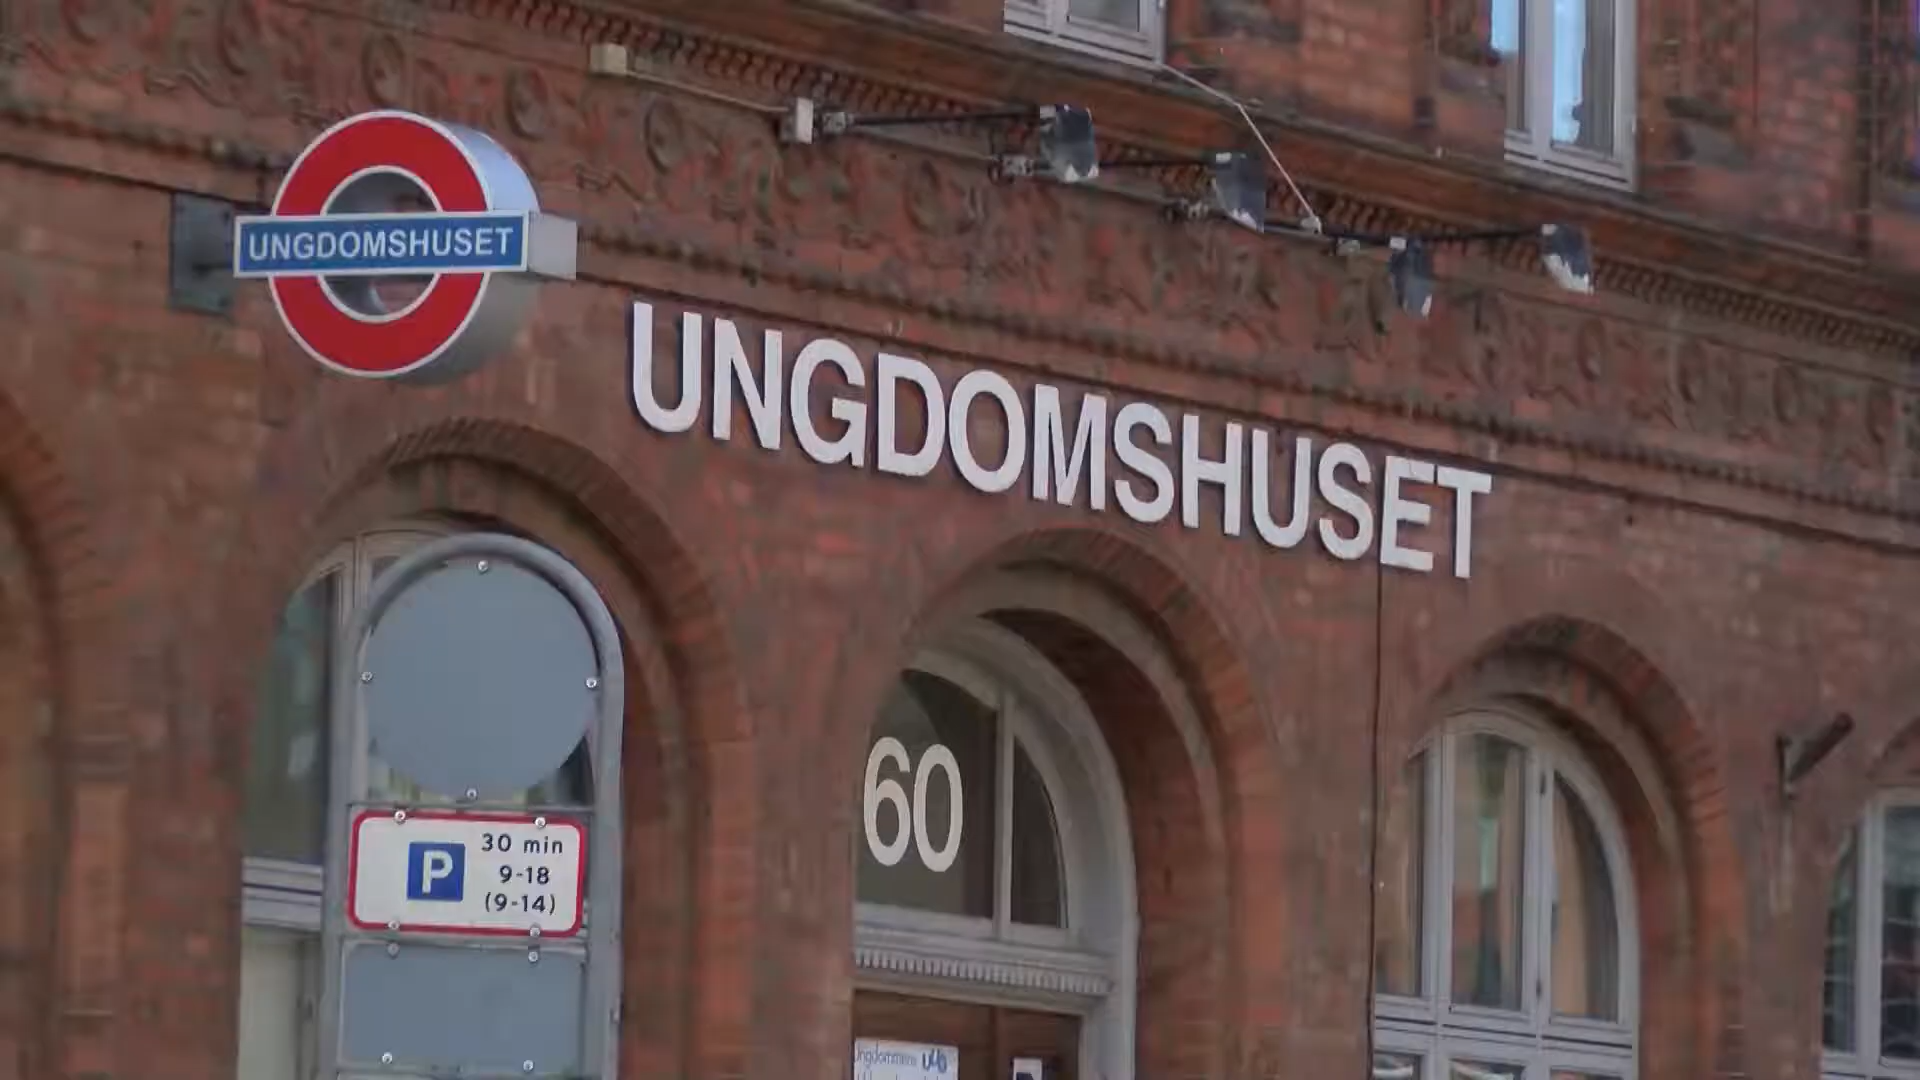 UNGDOMSHUSET
UNGDOMSHUSET
60
P
30 min
9-18
(9-14)